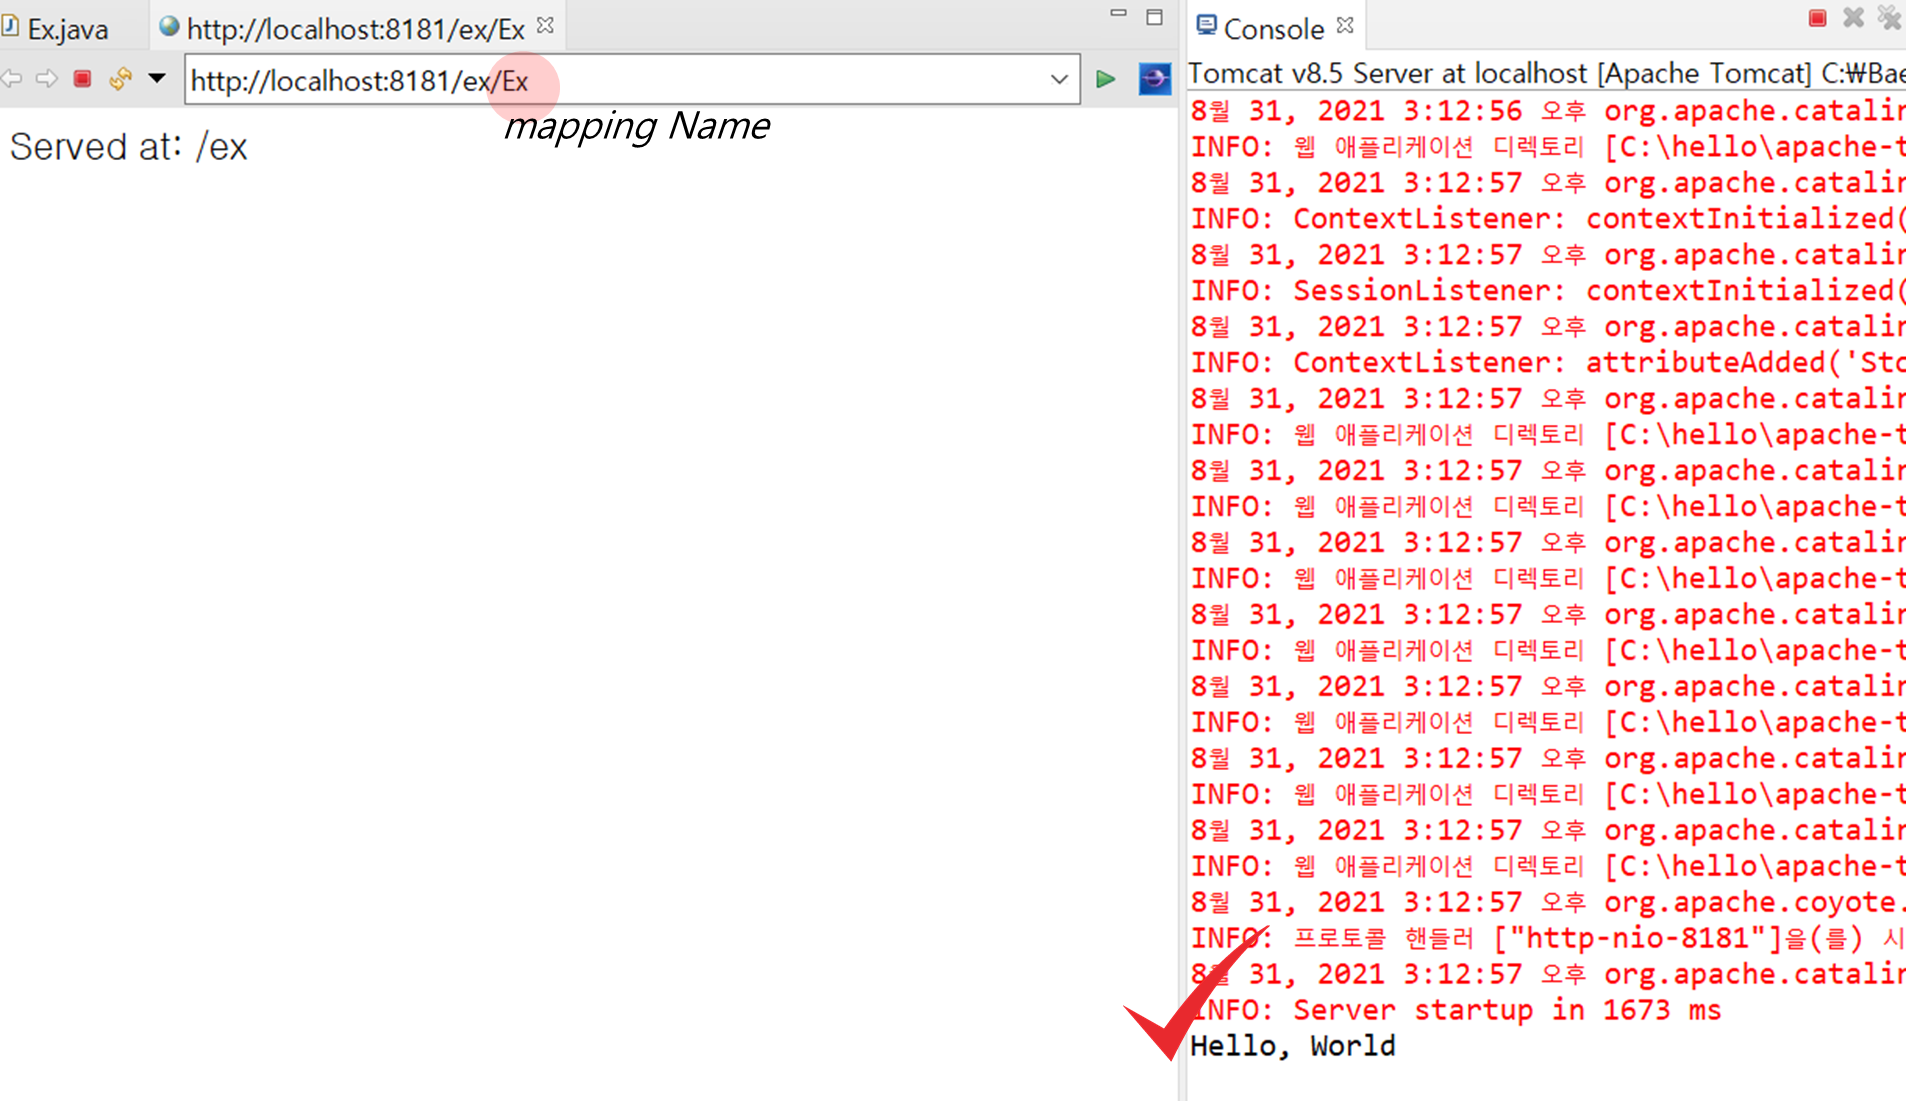 Ex.java
http://localhost:8181/ex/Ex
http://localhost:8181/ex/Ex
mapping Name
Served at: /ex
Console
Tomcat v8.5 Server at localhost [Apache Tomcat] C:₩Bae
8월 31, 2021 3:12:56 오후 org.apache.catalin
INFO: 웹 애플리케이션 디렉토리 [C:\hello\apache-t
8월 31, 2021 3:12:57 오후 org.apache.catalin
INFO: ContextListener: contextInitialized(
8월 31, 2021 3:12:57 오후 org.apache.catalin
INFO: SessionListener: contextInitialized(
8월 31, 2021 3:12:57 오후 org.apache.catalin
INFO: ContextListener: attributeAdded('Sto
8월 31, 2021 3:12:57 오후 org.apache.catalin
INFO: 웹 애플리케이션 디렉토리 [C:\hello\apache-t
8월 31, 2021 3:12:57 오후 org.apache.catalin
INFO: 웹 애플리케이션 디렉토리 [C:\hello\apache-t
8월 31, 2021 3:12:57 오후 org.apache.catalin
INFO: 웹 애플리케이션 디렉토리 [C:\hello\apache-t
8월 31, 2021 3:12:57 오후 org.apache.catalin
INFO: 웹 애플리케이션 디렉토리 [C:\hello\apache-t
8월 31, 2021 3:12:57 오후 org.apache.catalin
INFO: 웹 애플리케이션 디렉토리 [C:\hello\apache-t
8월 31, 2021 3:12:57 오후 org.apache.catalin
INFO: 웹 애플리케이션 디렉토리 [C:\hello\apache-t
8월 31, 2021 3:12:57 오후 org.apache.catalin
INFO: 웹 애플리케이션 디렉토리 [C:\hello\apache-t
8월 31, 2021 3:12:57 오후 org.apache.coyote.
INFO: 프로토콜 핸들러 ["http-nio-8181"]을(를) 시
8월 31, 2021 3:12:57 오후 org.apache.catalin
INFO: Server startup in 1673 ms
Hello, World